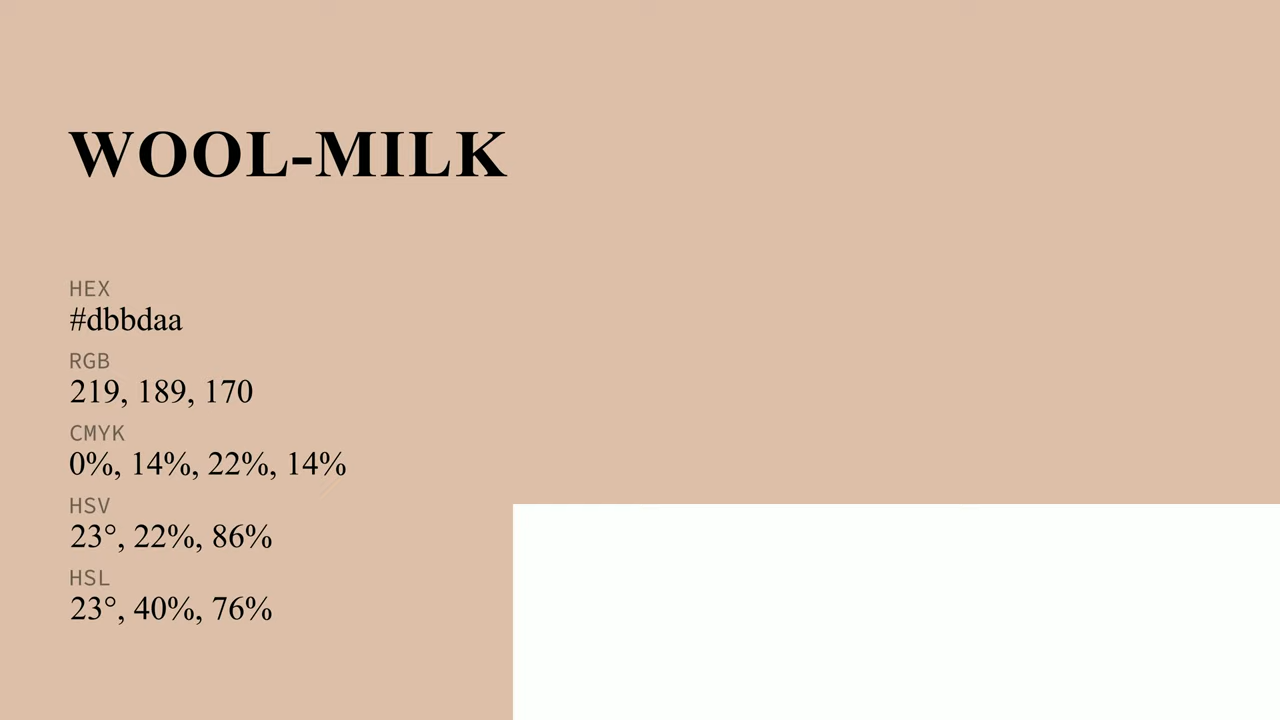 WOOL-MILK
HEX
#dbbdaa
RGB
219, 189, 170
CMYK
0%, 14%, 22%, 14%
HSV
23°, 22%, 86%
HSL
23°, 40%, 76%